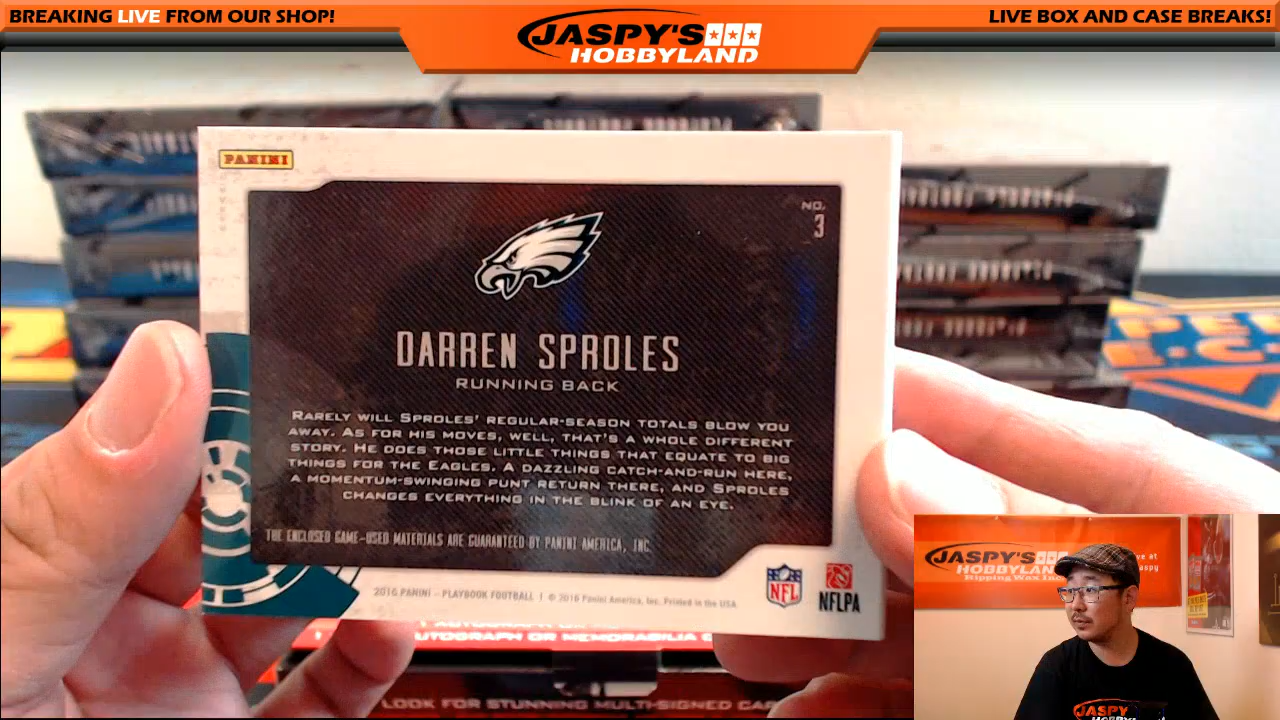 BREAKING LIVE FROM OUR SHOP!
JASPY'S
HOBBYLAND
LIVE BOX AND CASE BREAKS!
PANINI
NO.
3
DARREN SPROLES
RUNNING BACK
RARELY WILL SPROLES' REGULAR-SEASON TOTALS BLOW YOU
AWAY. AS FOR HIS MOVES, WELL, THAT'S A WHOLE DIFFERENT
STORY. HE DOES THOSE LITTLE THINGS THAT EQUATE TO BIG
THINGS FOR THE EAGLES. A DAZZLING CATCH-AND-RUN HERE,
A MOMENTUM-SWINGING PUNT RETURN THERE, AND SPROLES
CHANGES EVERYTHING IN THE BLINK OF AN EYE.
THE ENCLOSED GAME-USED MATERIALS ARE GUARANTEED BY PANINI AMERICA, INC.
2016 PANINI – PLAYBOOK FOOTBALL | © 2016 Panini America, Inc. Printed in the USA.
NFL
NFLPA
AUTOGRAPH OR MEMORABILIA
LOOK FOR STUNNING MULTI-SIGNED
JASPY'S
HOBBYLAND
Ripping Wax Inc.
JASPY